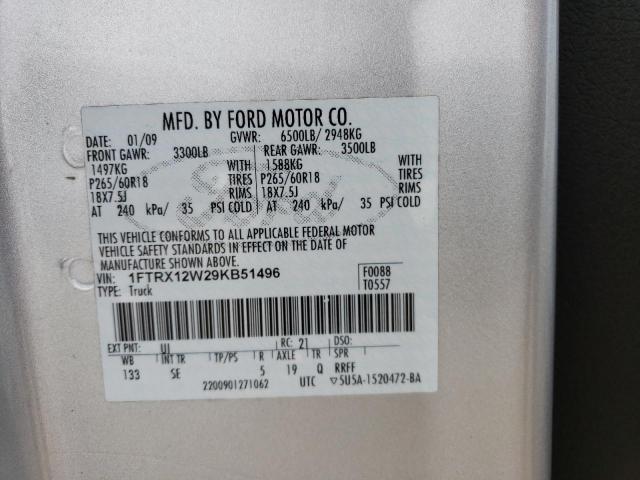 MFD. BY FORD MOTOR CO.
DATE: 01/09 GVWR: 6500LB/ 2948KG
FRONT GAWR: 3300LB REAR GAWR: 3500LB
1497KG WITH 1588KG WITH
P265/60R18 TIRES P265/60R18 TIRES
18X7.5J RIMS 18X7.5J RIMS
AT 240 kPa/ 35 PSI COLD AT 240 kPa/ 35 PSI COLD
THIS VEHICLE CONFORMS TO ALL APPLICABLE FEDERAL MOTOR
VEHICLE SAFETY STANDARDS IN EFFECT ON THE DATE OF
MANUFACTURE SHOWN ABOVE.
VIN: 1FTRX12W29KB51496 F0088
TYPE: Truck T0557
EXT PNT: UI RC: 21 DSO:
WB INT TR TP/PS R AXLE TR SPR
133 SE 5 19 Q RRFF
2200901271062 UTC ▽5U5A-1520472-BA